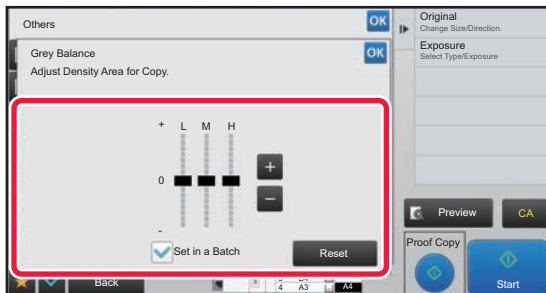 Others
OK
Grey Balance
OK
Adjust Density Area for Copy.
+ L M H
0
-
Set in a Batch
Reset
Back
4 A3
A4
Original
Change Size/Direction.
Exposure
Select Type/Exposure
Preview
CA
Proof Copy
Start